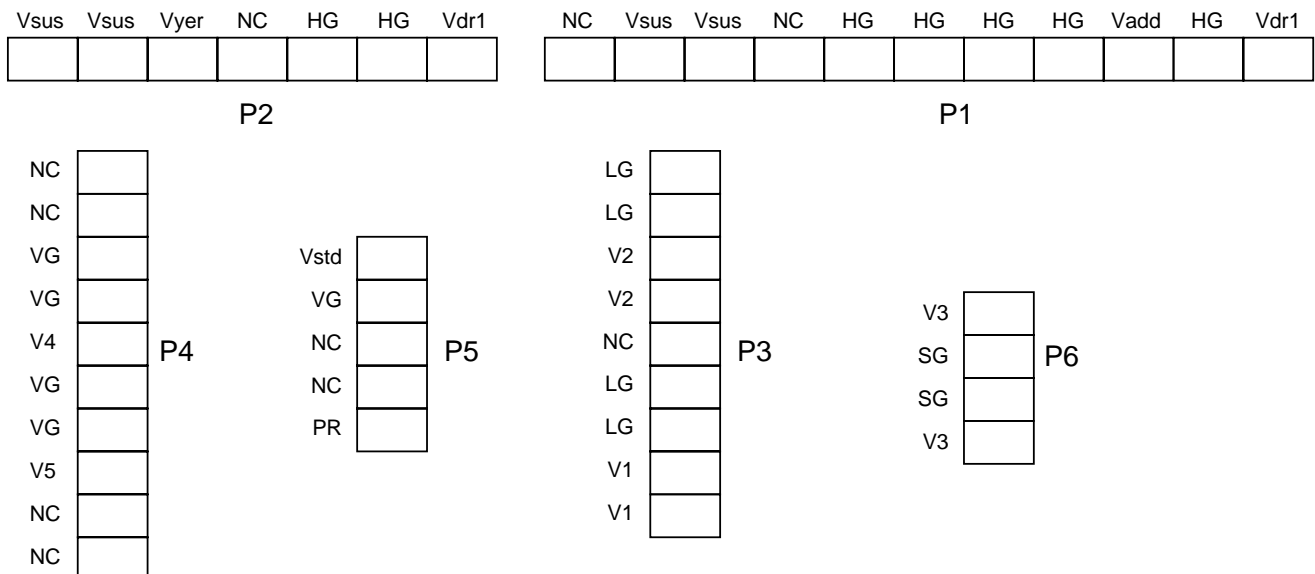 Vsus Vsus Vyer NC HG HG Vdr1 NC Vsus Vsus NC HG HG HG HG Vadd HG Vdr1
P2 P1
NC
NC
VG
VG
V4
VG
VG
V5
NC
NC
P4
Vstd
VG
NC
NC
PR
P5
LG
LG
V2
V2
NC
LG
LG
V1
V1
P3
V3
SG
SG
V3
P6